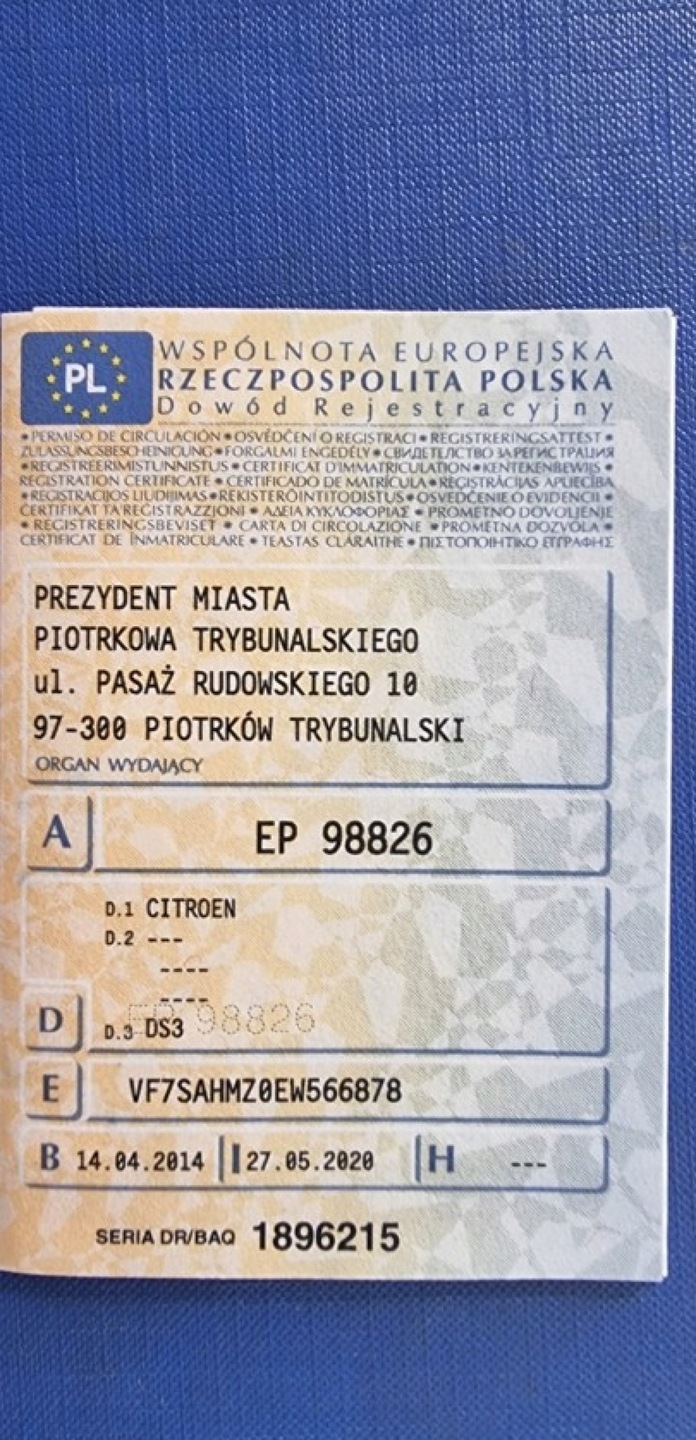 PL
WSPÓLNOTA EUROPEJSKA
RZECZPOSPOLITA POLSKA
Dowód Rejestracyjny
•PERMISO DE CIRCULACIÓN•OSVĚDČENÍ O REGISTRACI•REGISTRERINGSATTEST•
ZULASSUNGSBESCHEINIGUNG•FORGALMI ENGEDÉLY•СВИДЕТЕЛСТВО ЗА РЕГИСТРАЦИЯ
•REGISTREERIMISTUNNISTUS•CERTIFICAT D'IMMATRICULATION•KENTEKENBEWIJS•
REGISTRATION CERTIFICATE•CERTIFICADO DE MATRÍCULA•REĢISTRĀCIJAS APLIECĪBA
•REGISTRACIJOS LIUDIJIMAS•REKISTERÖINTITODISTUS•OSVEDČENIE O EVIDENCII•
ĊERTIFIKAT TA REĠISTRAZZJONI•ΑΔΕΙΑ ΚΥΚΛΟΦΟΡΙΑΣ•PROMETNO DOVOLJENJE
•REGISTRERINGSBEVISET•CARTA DI CIRCOLAZIONE•PROMETNA DOZVOLA•
CERTIFICAT DE ÎNMATRICULARE•TEASTAS CLÁRAITHE•ΠΙΣΤΟΠΟΙΗΤΙΚΟ ΕΓΓΡΑΦΗΣ
PREZYDENT MIASTA
PIOTRKOWA TRYBUNALSKIEGO
ul. PASAŻ RUDOWSKIEGO 10
97-300 PIOTRKÓW TRYBUNALSKI
ORGAN WYDAJĄCY
A EP 98826
D.1 CITROEN
D.2 ---
----
----
EP 98826
D D.3 DS3
E VF7SAHMZ0EW566878
B 14.04.2014 I 27.05.2020 H ---
SERIA DR/BAQ 1896215